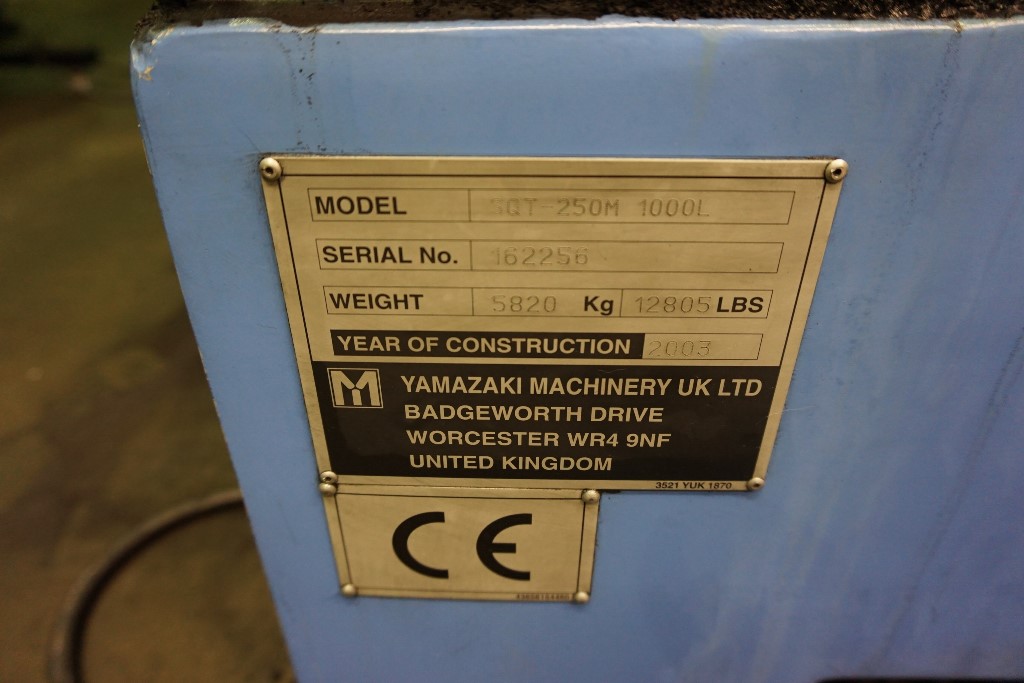 MODEL SQT-250M 1000L
SERIAL No. 162256
WEIGHT 5820 Kg 12805 LBS
YEAR OF CONSTRUCTION 2003
M YAMAZAKI MACHINERY UK LTD
BADGEWORTH DRIVE
WORCESTER WR4 9NF
UNITED KINGDOM
3521 YUK 1870
CE